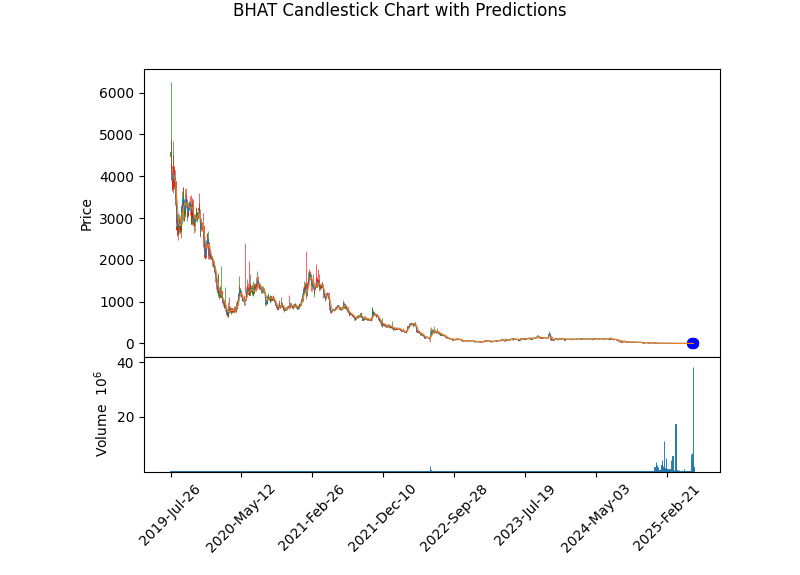 BHAT Candlestick Chart with Predictions
6000
5000
4000
3000
2000
1000
0
Price
40
20
Volume 10^6
2019-Jul-26
2020-May-12
2021-Feb-26
2021-Dec-10
2022-Sep-28
2023-Jul-19
2024-May-03
2025-Feb-21